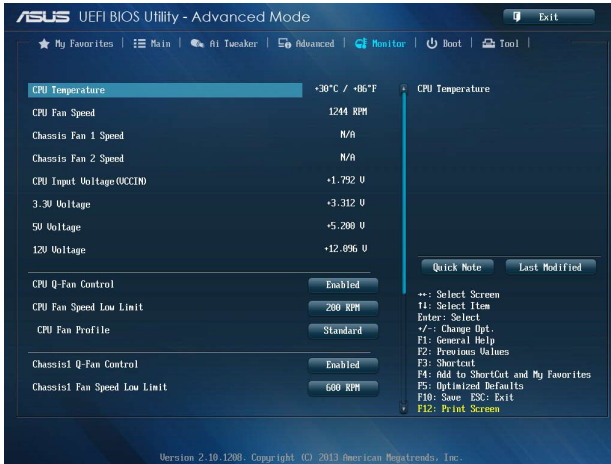 ASUS UEFI BIOS Utility - Advanced Mode
Exit
My Favorites | Main | Ai Tweaker | Advanced | Monitor | Boot | Tool
CPU Temperature +30°C / +86°F
CPU Fan Speed 1244 RPM
Chassis Fan 1 Speed N/A
Chassis Fan 2 Speed N/A
CPU Input Voltage(VCCIN) +1.792 V
3.3V Voltage +3.312 V
5V Voltage +5.200 V
12V Voltage +12.096 V
CPU Q-Fan Control Enabled
CPU Fan Speed Low Limit 200 RPM
CPU Fan Profile Standard
Chassis1 Q-Fan Control Enabled
Chassis1 Fan Speed Low Limit 600 RPM
CPU Temperature
Quick Note
Last Modified
→←: Select Screen
↑↓: Select Item
Enter: Select
+/-: Change Opt.
F1: General Help
F2: Previous Values
F3: Shortcut
F4: Add to ShortCut and My Favorites
F5: Optimized Defaults
F10: Save ESC: Exit
F12: Print Screen
Version 2.10.1208. Copyright (C) 2013 American Megatrends, Inc.